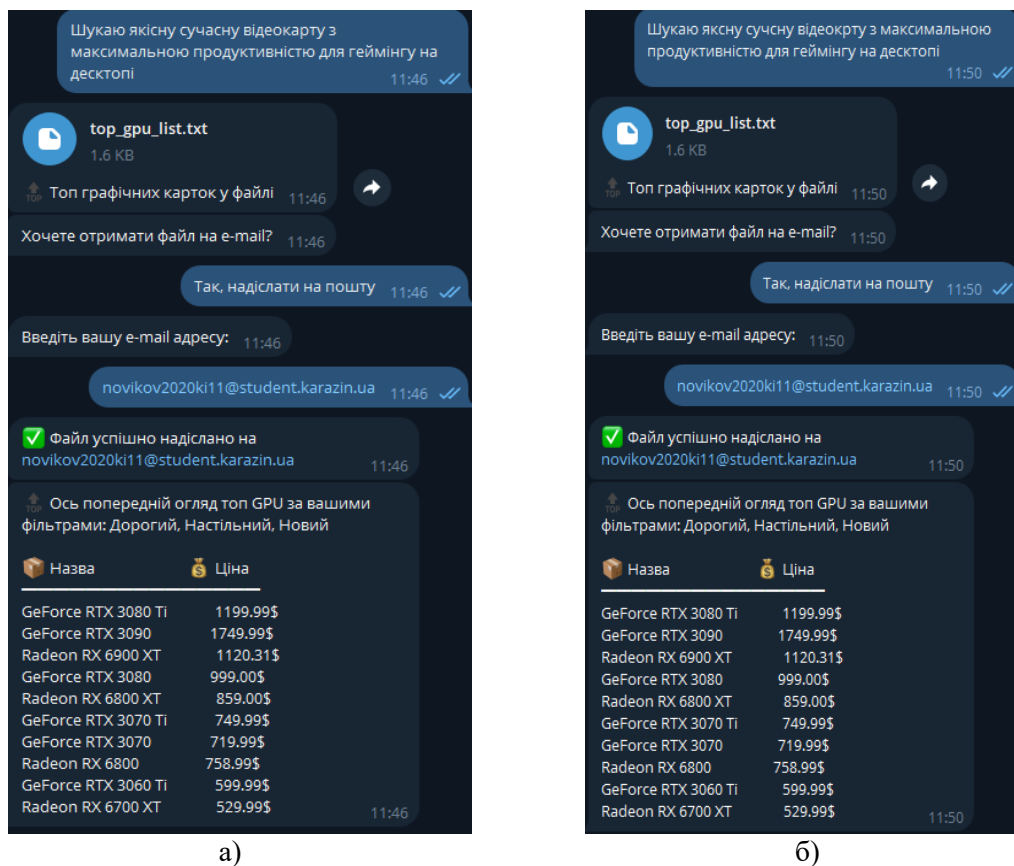 Шукаю якісну сучасну відеокарту з
максимальною продуктивністю для геймінгу на
десктопі
11:46
top_gpu_list.txt
1.6 KB
TOP Топ графічних карток у файлі 11:46
Хочете отримати файл на e-mail? 11:46
Так, надіслати на пошту 11:46
Введіть вашу e-mail адресу: 11:46
novikov2020ki11@student.karazin.ua 11:46
Файл успішно надіслано на
novikov2020ki11@student.karazin.ua 11:46
TOP Ось попередній огляд топ GPU за вашими
фільтрами: Дорогий, Настільний, Новий
Назва $ Ціна
GeForce RTX 3080 Ti 1199.99$
GeForce RTX 3090 1749.99$
Radeon RX 6900 XT 1120.31$
GeForce RTX 3080 999.00$
Radeon RX 6800 XT 859.00$
GeForce RTX 3070 Ti 749.99$
GeForce RTX 3070 719.99$
Radeon RX 6800 758.99$
GeForce RTX 3060 Ti 599.99$
Radeon RX 6700 XT 529.99$ 11:46
а)
Шукаю яксну сучсну відеокрту з максимальною
продуктивністю для геймінгу на десктопі
11:50
top_gpu_list.txt
1.6 KB
TOP Топ графічних карток у файлі 11:50
Хочете отримати файл на e-mail? 11:50
Так, надіслати на пошту 11:50
Введіть вашу e-mail адресу: 11:50
novikov2020ki11@student.karazin.ua 11:50
Файл успішно надіслано на
novikov2020ki11@student.karazin.ua 11:50
TOP Ось попередній огляд топ GPU за вашими
фільтрами: Дорогий, Настільний, Новий
Назва $ Ціна
GeForce RTX 3080 Ti 1199.99$
GeForce RTX 3090 1749.99$
Radeon RX 6900 XT 1120.31$
GeForce RTX 3080 999.00$
Radeon RX 6800 XT 859.00$
GeForce RTX 3070 Ti 749.99$
GeForce RTX 3070 719.99$
Radeon RX 6800 758.99$
GeForce RTX 3060 Ti 599.99$
Radeon RX 6700 XT 529.99$ 11:50
б)